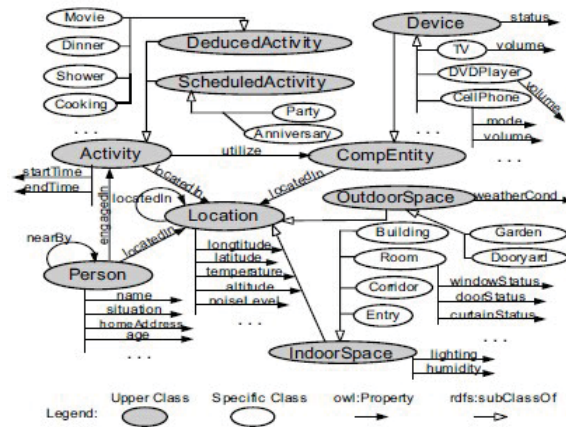 Movie
Dinner
Shower
Cooking
. . .
DeducedActivity
ScheduledActivity
Party
Anniversary
Device
status
TV
volume
DVDPlayer
volume
CellPhone
mode
volume
. . .
Activity
startTime
endTime
utilize
CompEntity
locatedIn
locatedIn
locatedIn
engagedIn
locatedIn
nearBy
Location
longtitude
latitude
temperature
altitude
noiseLevel
. . .
Person
name
situation
homeAddress
age
. . .
OutdoorSpace
weatherCond
Garden
Dooryard
Building
Room
Corridor
Entry
windowStatus
doorStatus
curtainStatus
. . .
IndoorSpace
lighting
humidity
Legend:
Upper Class
Specific Class
owl:Property
rdfs:subClassOf